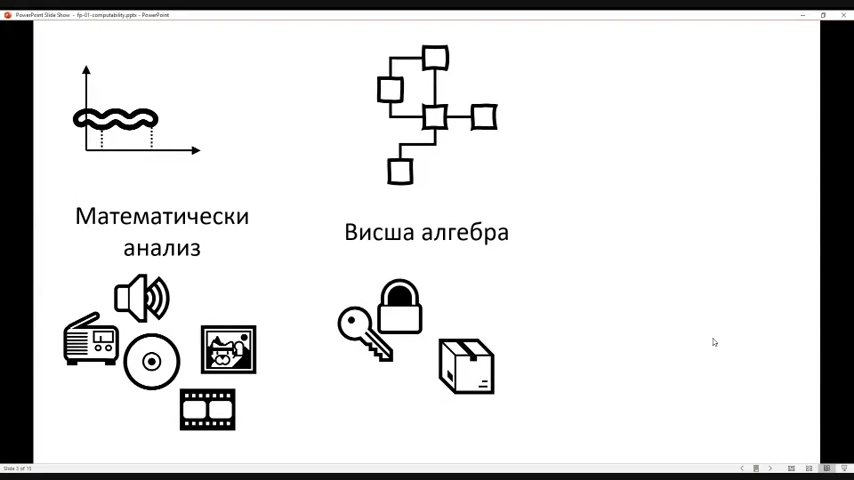 PowerPoint Slide Show - fp-01-computability.pptx - PowerPoint
Математически
анализ
Висша алгебра
Slide 3 of 15